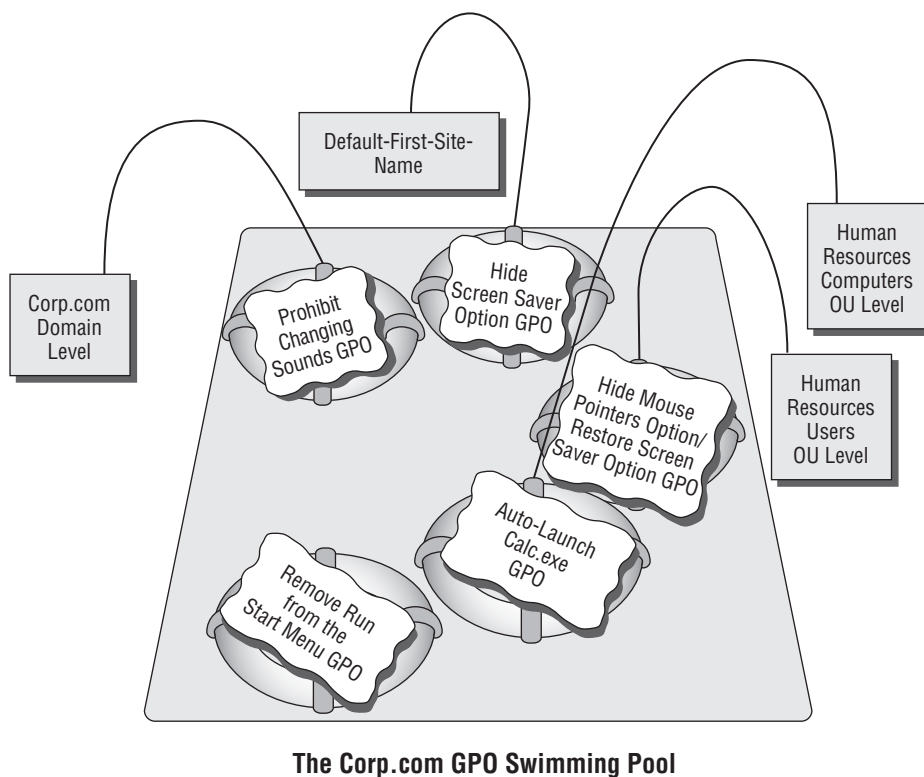 Default-First-Site-
Name
Corp.com
Domain
Level
Prohibit
Changing
Sounds GPO
Hide
Screen Saver
Option GPO
Human
Resources
Computers
OU Level
Hide Mouse
Pointers Option/
Restore Screen
Saver Option GPO
Human
Resources
Users
OU Level
Auto-Launch
Calc.exe
GPO
Remove Run
from the
Start Menu GPO
The Corp.com GPO Swimming Pool